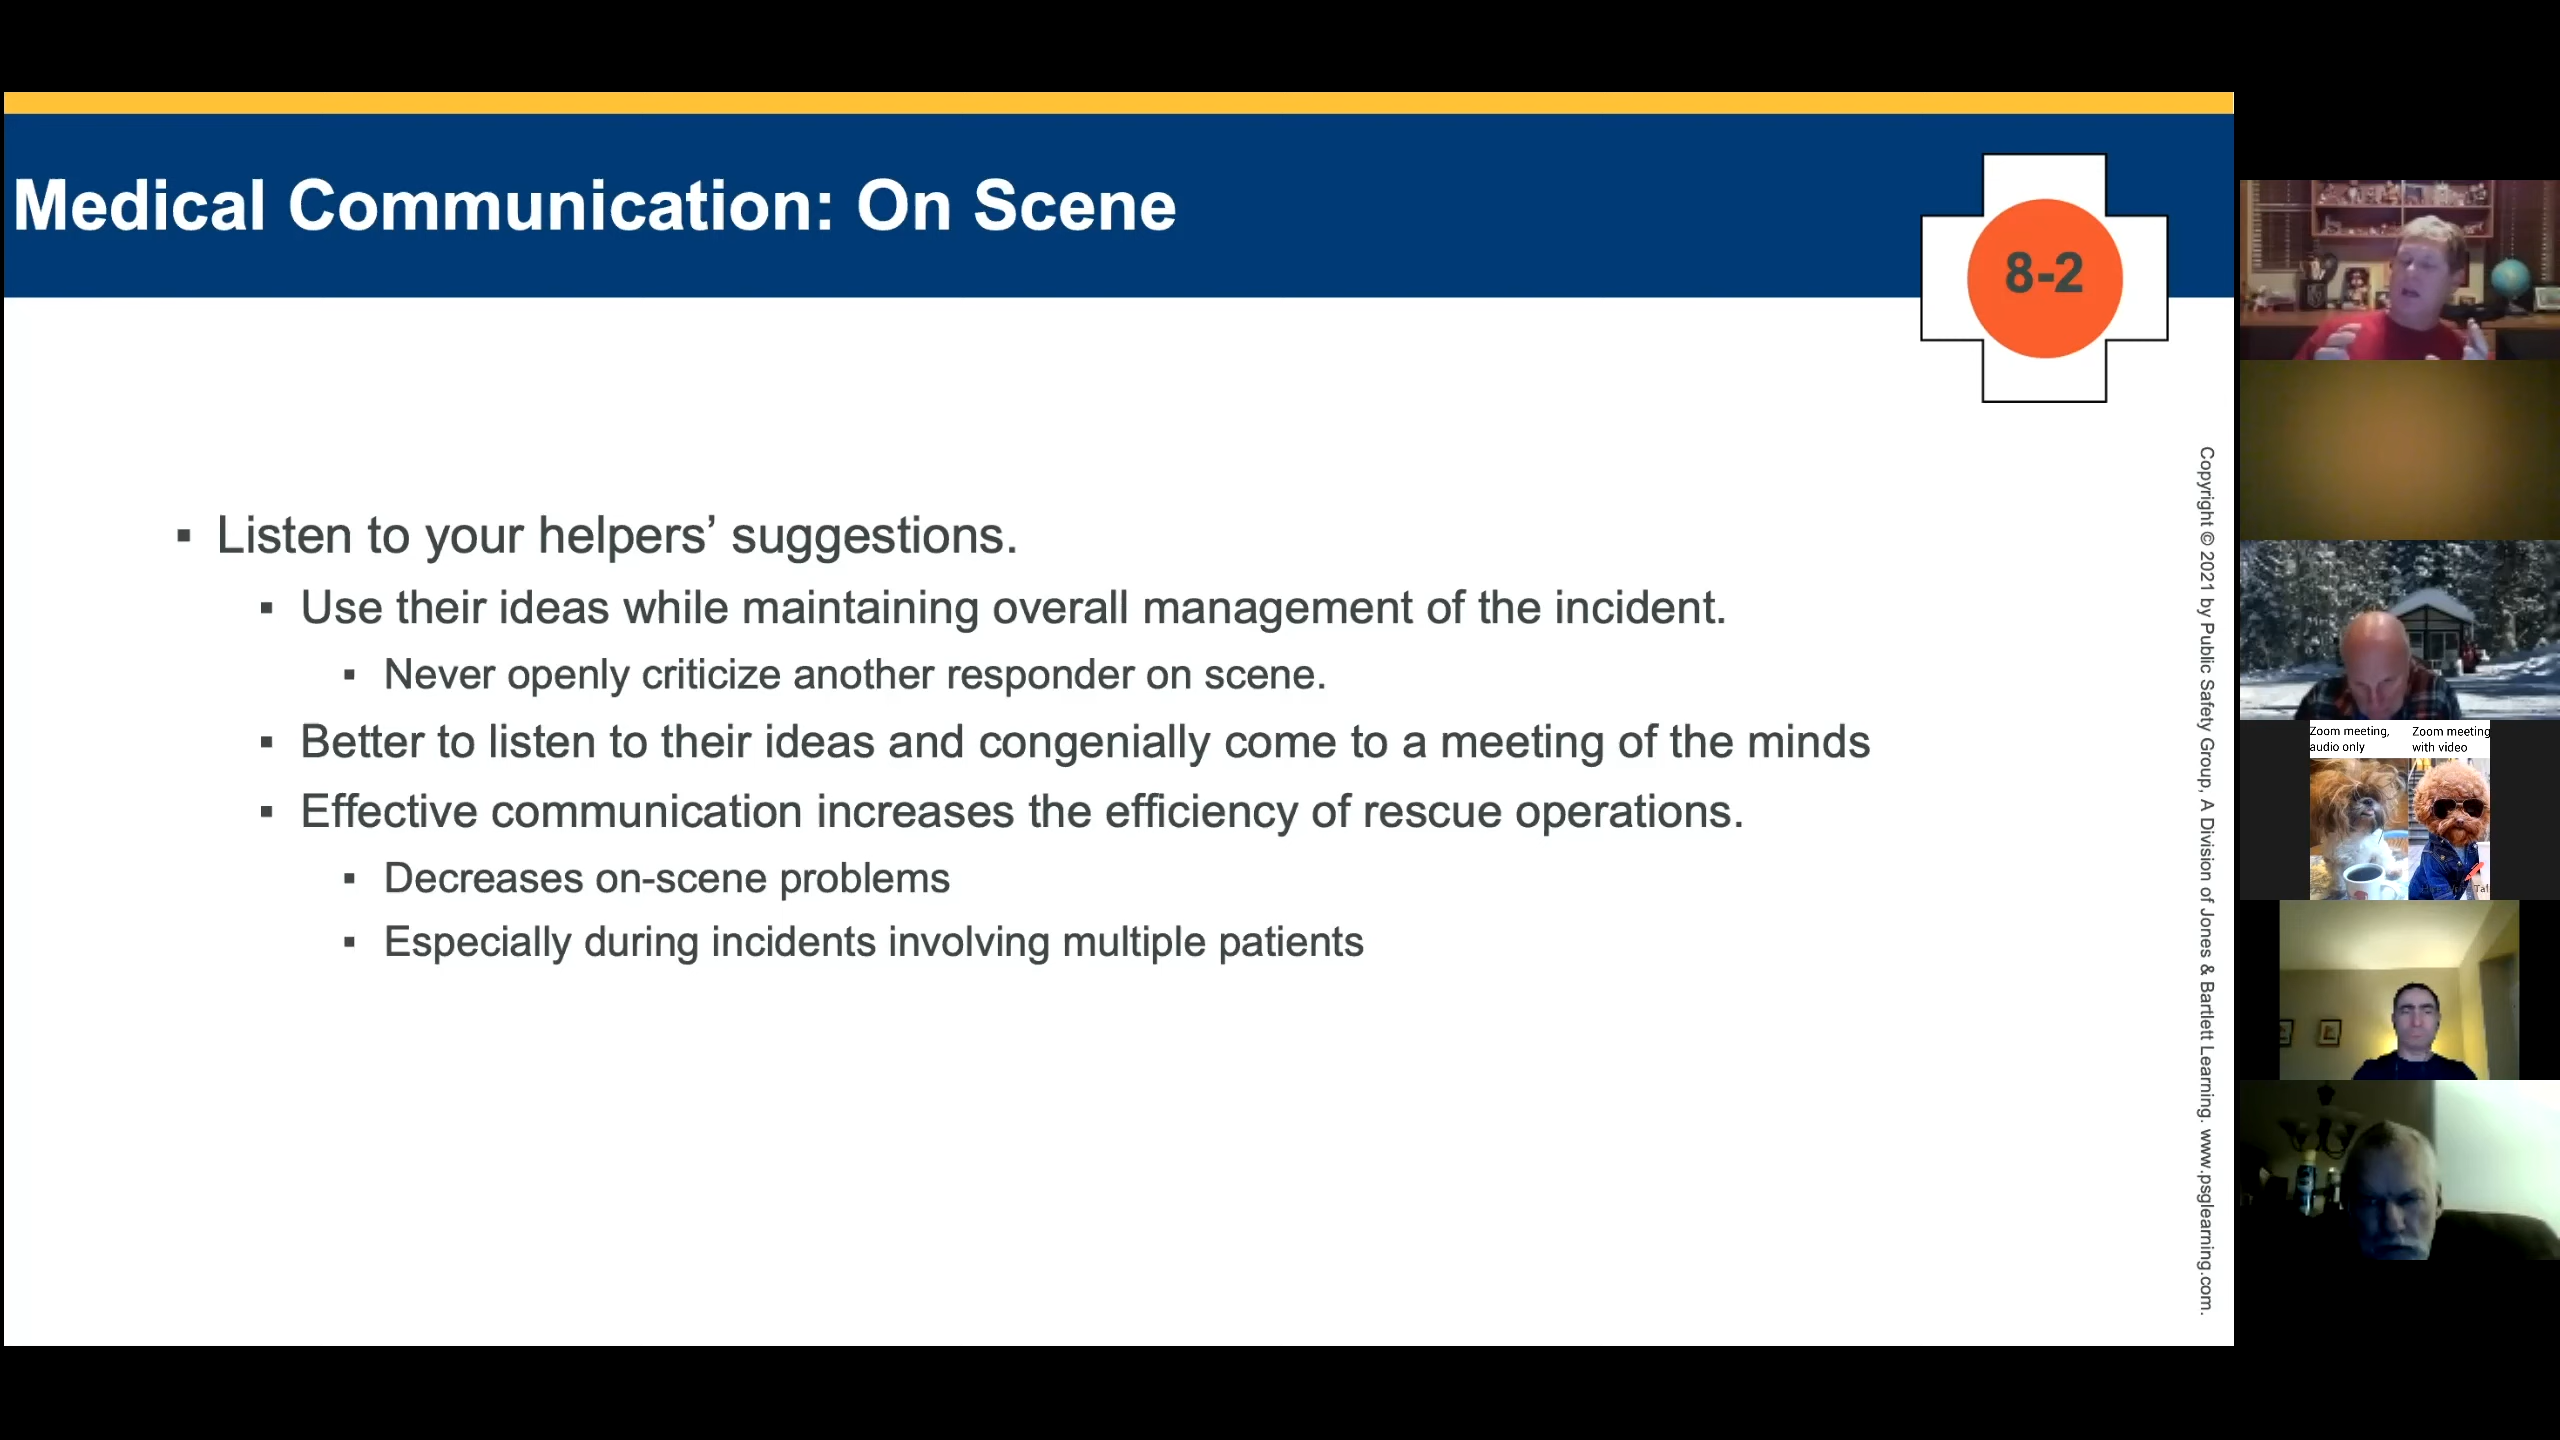 Medical Communication: On Scene
8-2
▪ Listen to your helpers’ suggestions.
▪ Use their ideas while maintaining overall management of the incident.
▪ Never openly criticize another responder on scene.
▪ Better to listen to their ideas and congenially come to a meeting of the minds
▪ Effective communication increases the efficiency of rescue operations.
▪ Decreases on-scene problems
▪ Especially during incidents involving multiple patients
Copyright © 2021 by Public Safety Group, A Division of Jones & Bartlett Learning. www.psglearning.com.
Zoom meeting,
audio only
Zoom meeting
with video